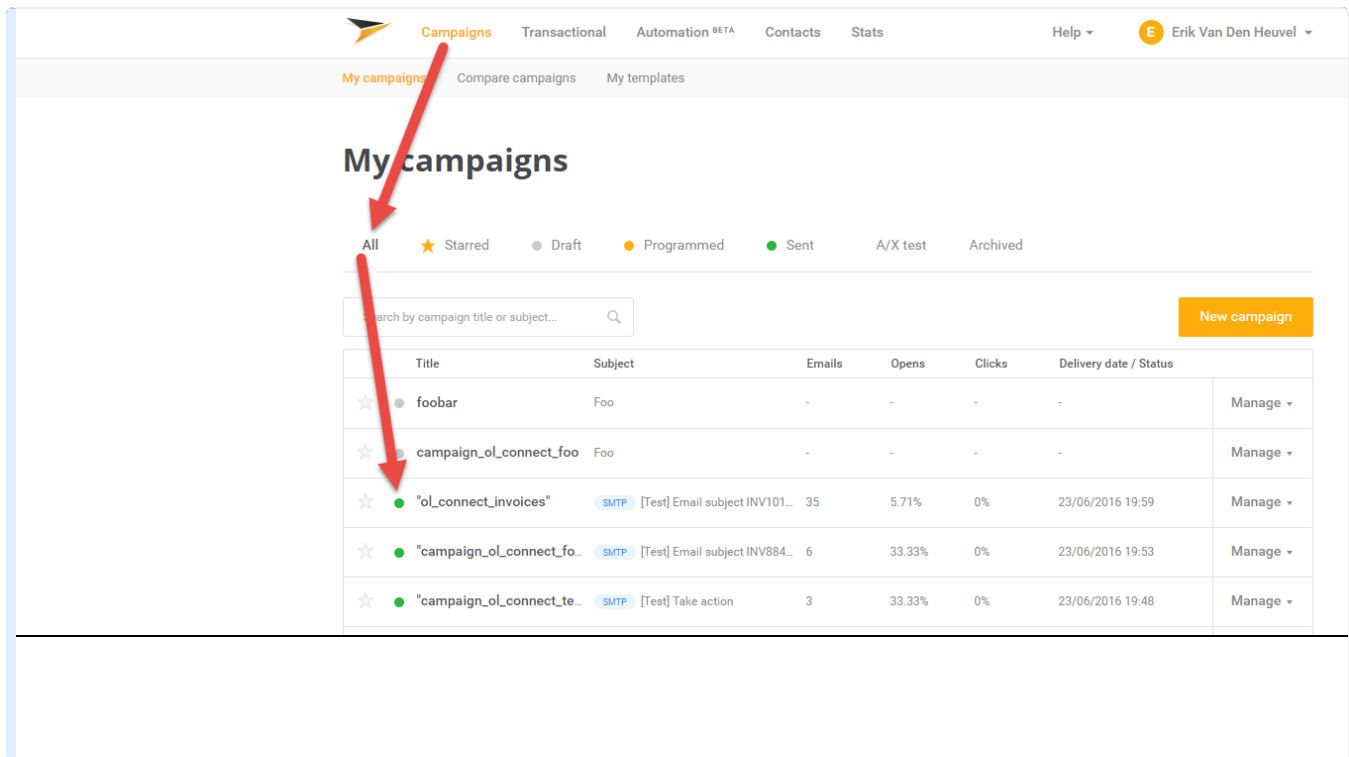 Campaigns Transactional Automation BETA Contacts Stats Help E Erik Van Den Heuvel
My campaigns Compare campaigns My templates
My campaigns
All Starred Draft Programmed Sent A/X test Archived
Search by campaign title or subject... New campaign
Title Subject Emails Opens Clicks Delivery date / Status
foobar Foo - - - - Manage
campaign_ol_connect_foo Foo - - - - Manage
"ol_connect_invoices" SMTP [Test] Email subject INV101... 35 5.71% 0% 23/06/2016 19:59 Manage
"campaign_ol_connect_fo... SMTP [Test] Email subject INV884... 6 33.33% 0% 23/06/2016 19:53 Manage
"campaign_ol_connect_te... SMTP [Test] Take action 3 33.33% 0% 23/06/2016 19:48 Manage